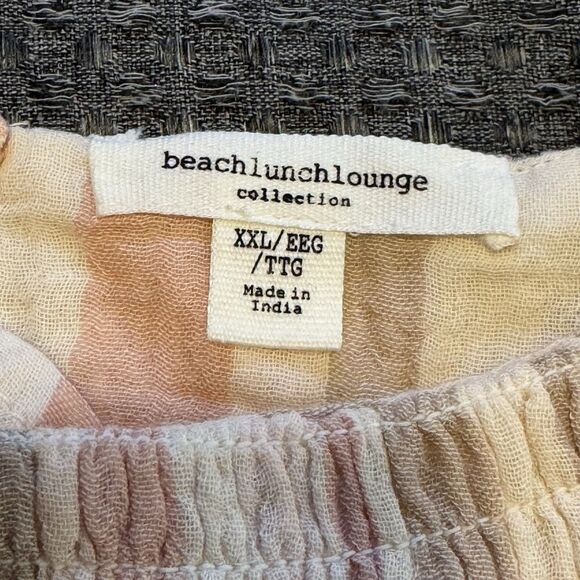 beachlunchlounge
collection
XXL/EEG
/TTG
Made in
India